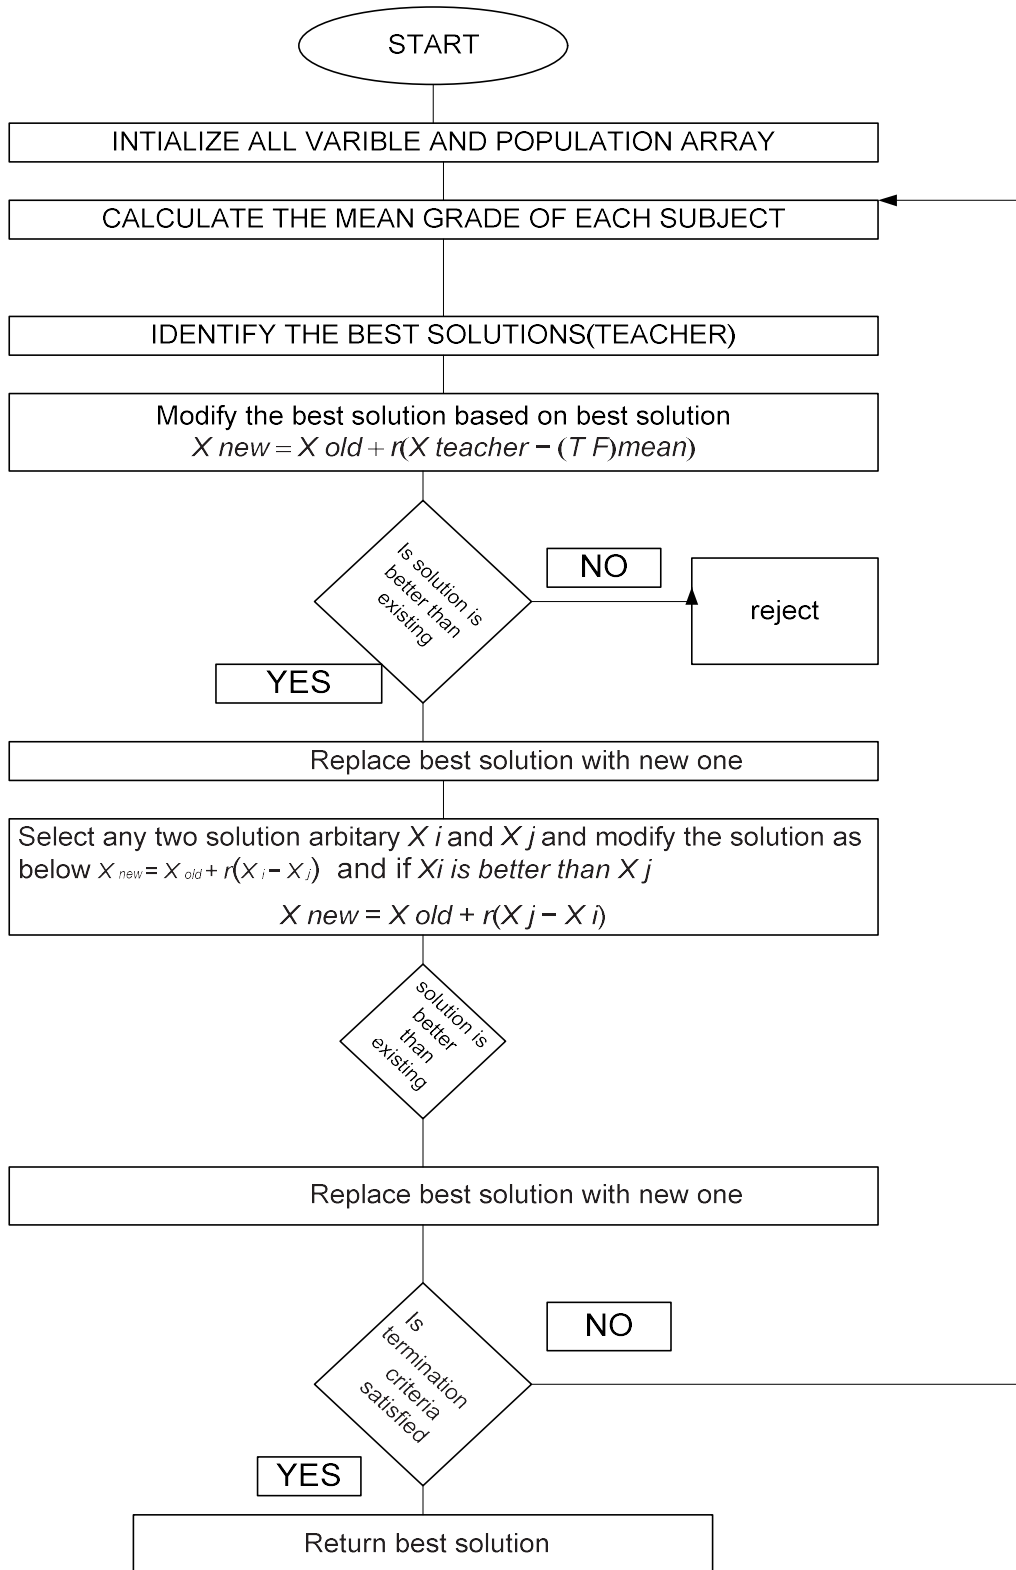 START
INTIALIZE ALL VARIBLE AND POPULATION ARRAY
CALCULATE THE MEAN GRADE OF EACH SUBJECT
IDENTIFY THE BEST SOLUTIONS(TEACHER)
Modify the best solution based on best solution
X new = X old + r(X teacher − (T F)mean)
Is solution is
better than
existing
NO
reject
YES
Replace best solution with new one
Select any two solution arbitary X i and X j and modify the solution as
below X new = X old + r(X i − X j) and if Xi is better than X j
X new = X old + r(X j − X i)
solution is
better
than
existing
Replace best solution with new one
Is
termination
criteria
satisfied
NO
YES
Return best solution